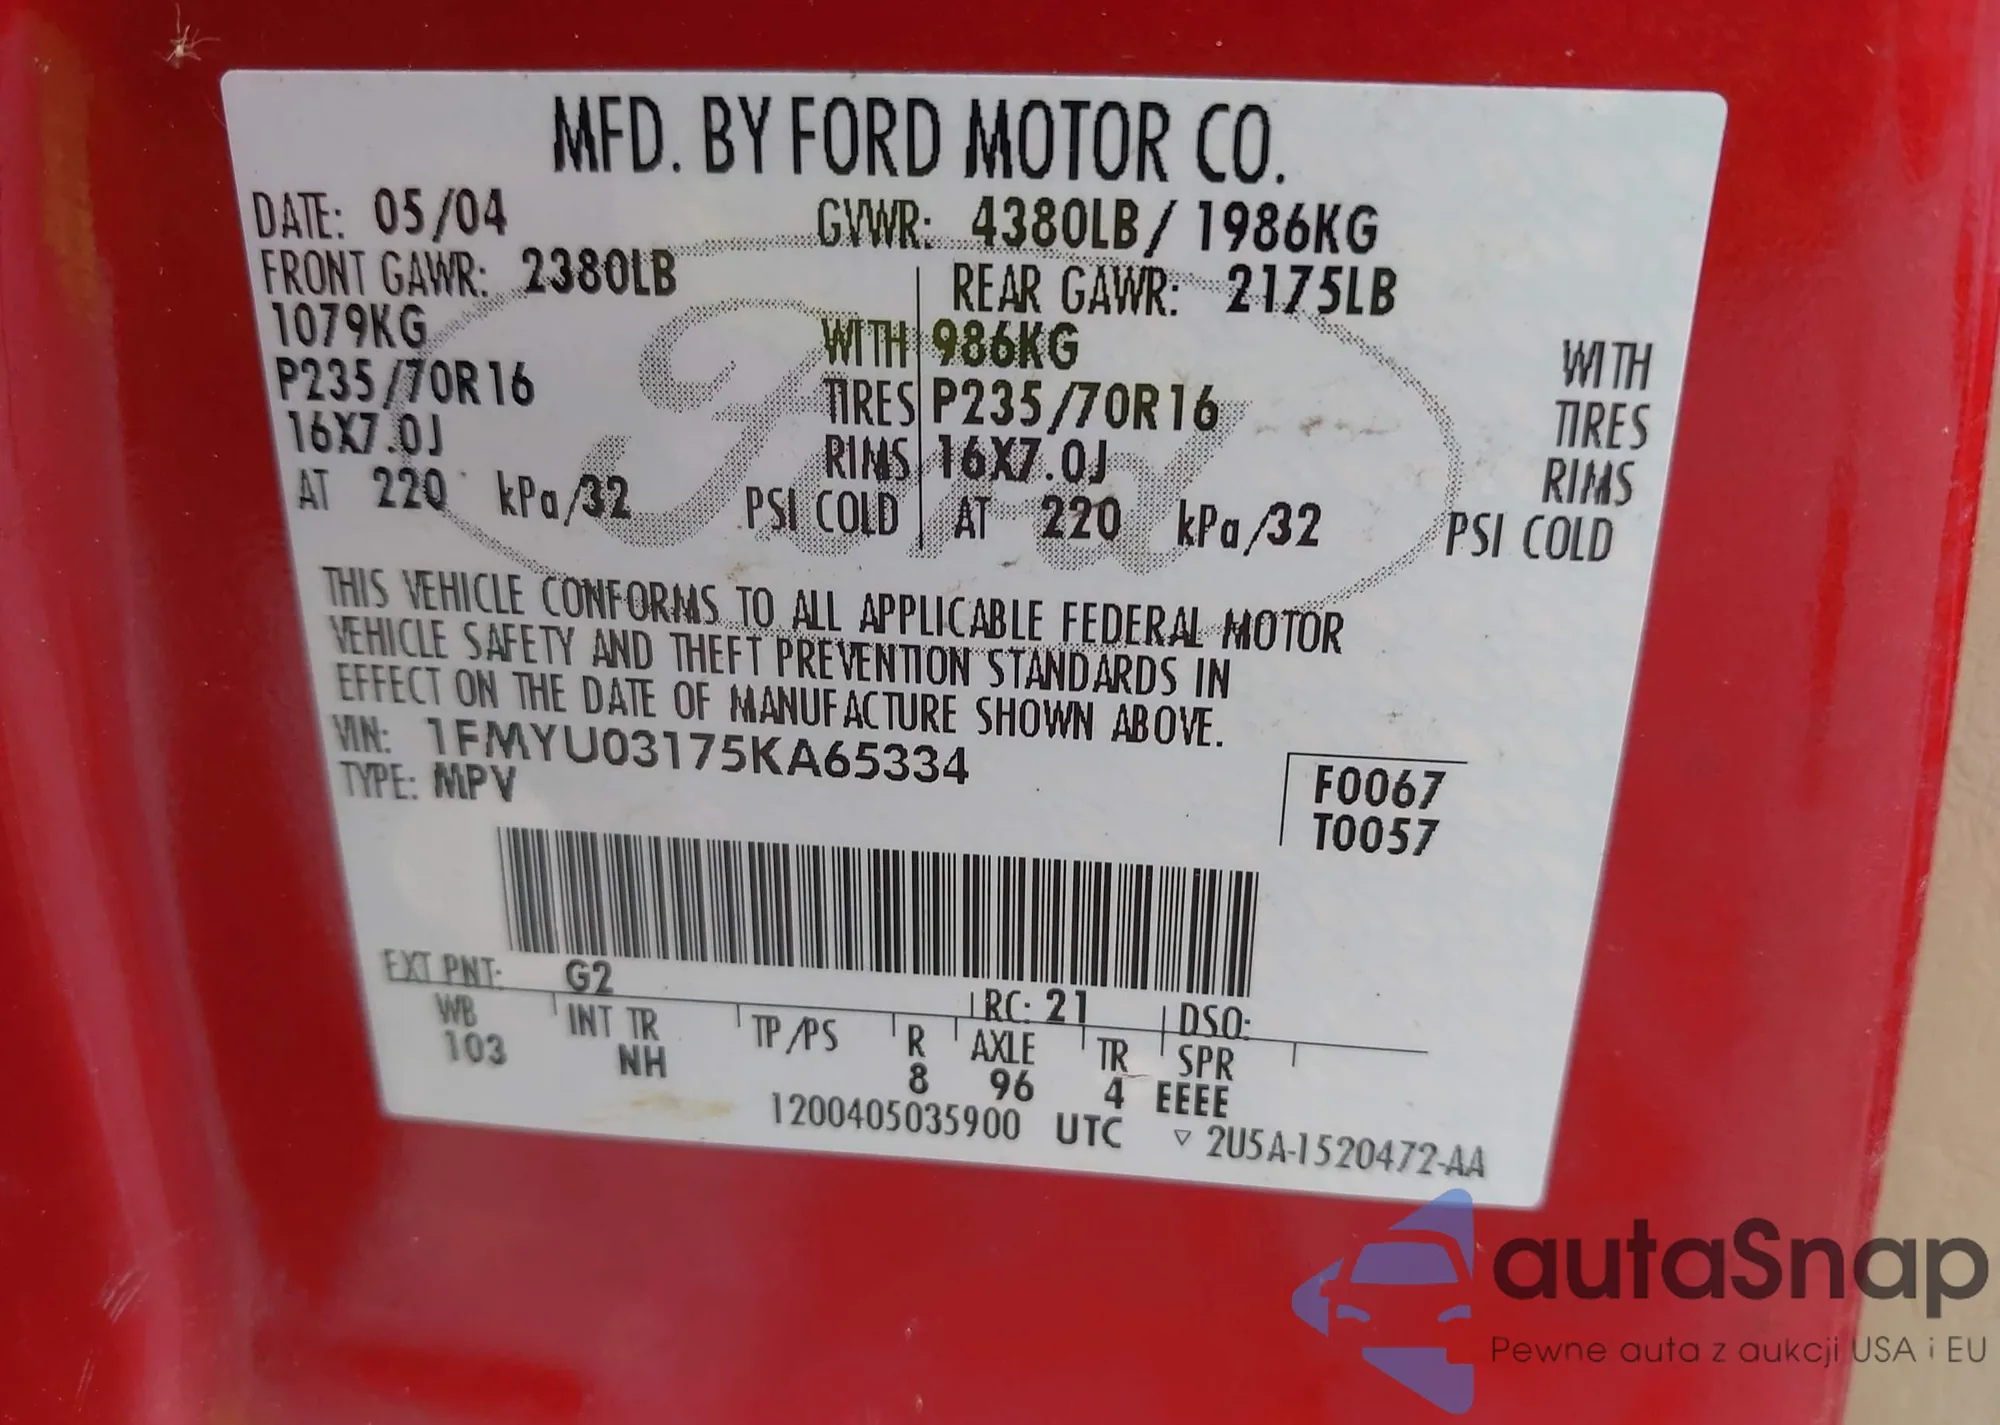 MFD. BY FORD MOTOR CO.
DATE: 05/04 GVWR: 4380LB/ 1986KG
FRONT GAWR: 2380LB REAR GAWR: 2175LB
1079KG WITH 986KG WITH
P235/70R16 TIRES P235/70R16 TIRES
16X7.0J RIMS 16X7.0J RIMS
AT 220 kPa/32 PSI COLD AT 220 kPa/32 PSI COLD
Ford
THIS VEHICLE CONFORMS TO ALL APPLICABLE FEDERAL MOTOR
VEHICLE SAFETY AND THEFT PREVENTION STANDARDS IN
EFFECT ON THE DATE OF MANUFACTURE SHOWN ABOVE.
VIN: 1FMYU03175KA65334
TYPE: MPV
F0067
T0057
EXT PNT: G2 RC: 21 DSO:
WB INT TR TP/PS R AXLE TR SPR
103 NH 8 96 4 EEEE
1200405035900 UTC ▽ 2U5A-1520472-AA
autaSnap
Pewne auta z aukcji USA i EU